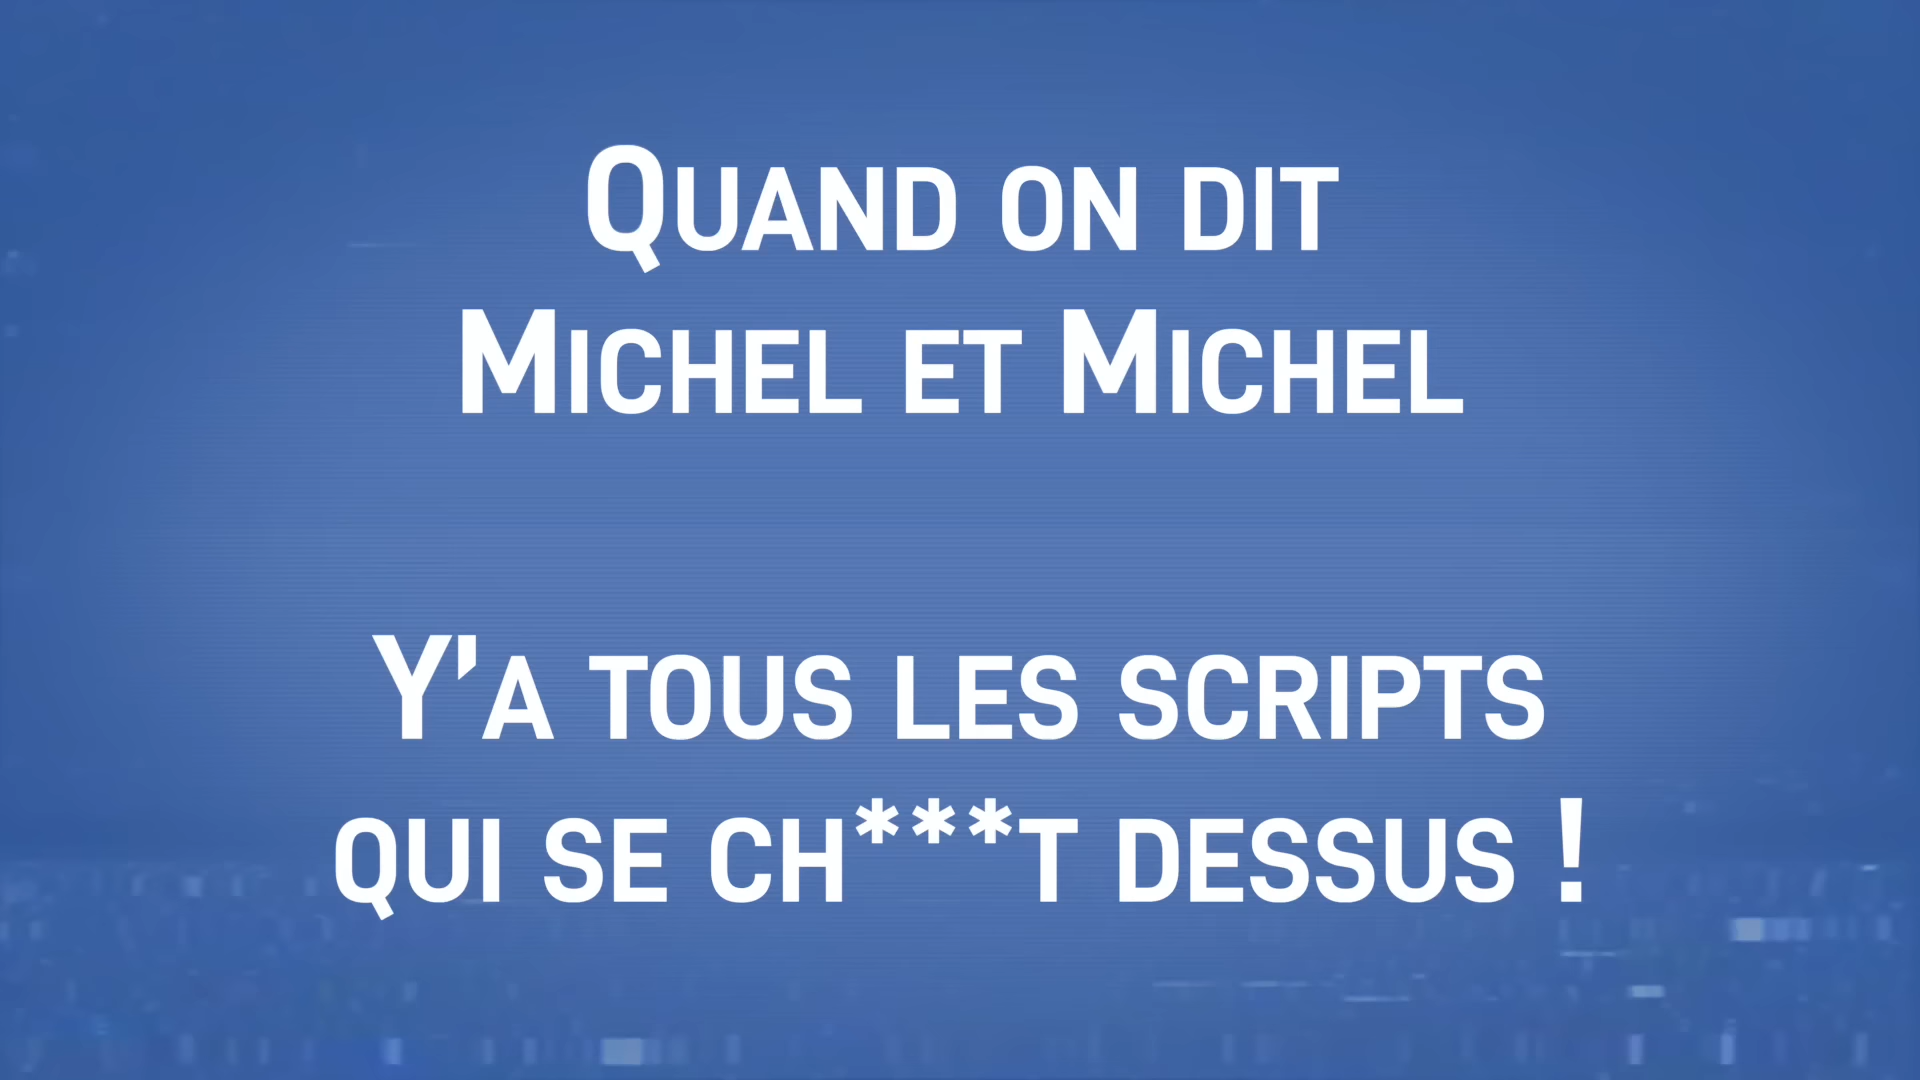 Quand on dit
Michel et Michel
Y'a tous les scripts
qui se ch***t dessus !